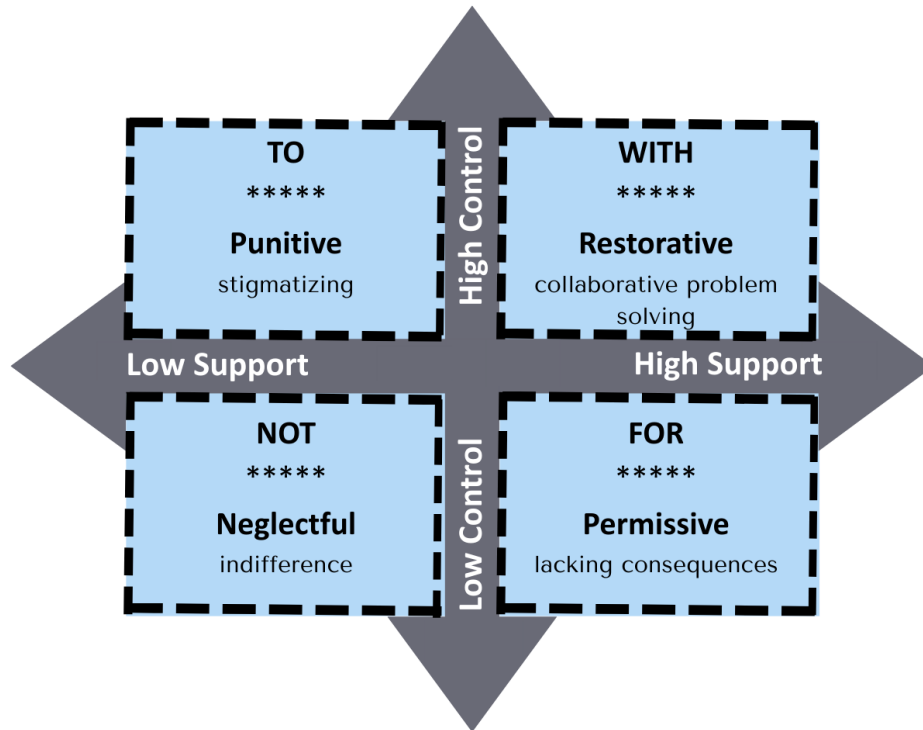 High Control
TO
*****
Punitive
stigmatizing
WITH
*****
Restorative
collaborative problem
solving
Low Support
High Support
NOT
*****
Neglectful
indifference
Low Control
FOR
*****
Permissive
lacking consequences